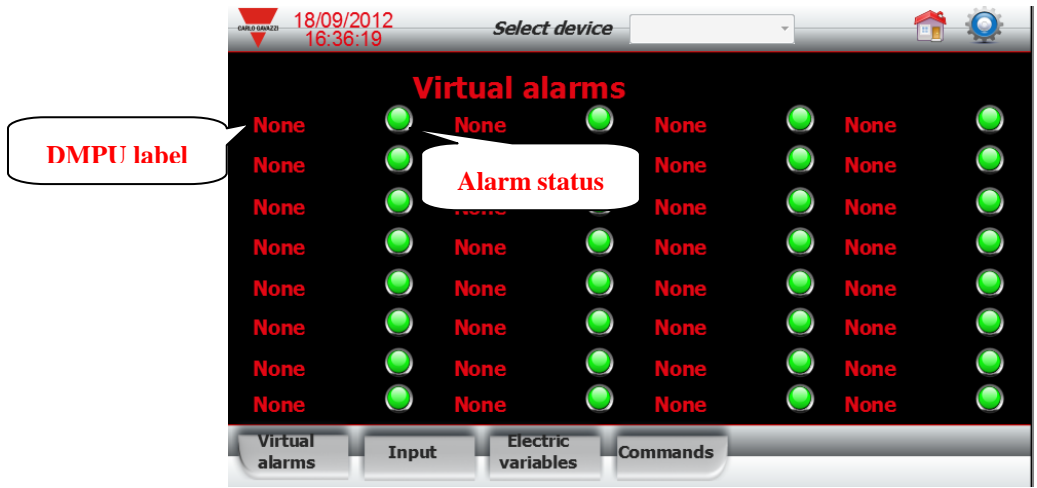 CARLO GAVAZZI
18/09/2012
16:36:19
Select device
Virtual alarms
None None None None
DMPU label
None None None
Alarm status
None None None
None None None None
None None None None
None None None None
None None None None
None None None None
Virtual
alarms
Input
Electric
variables
Commands